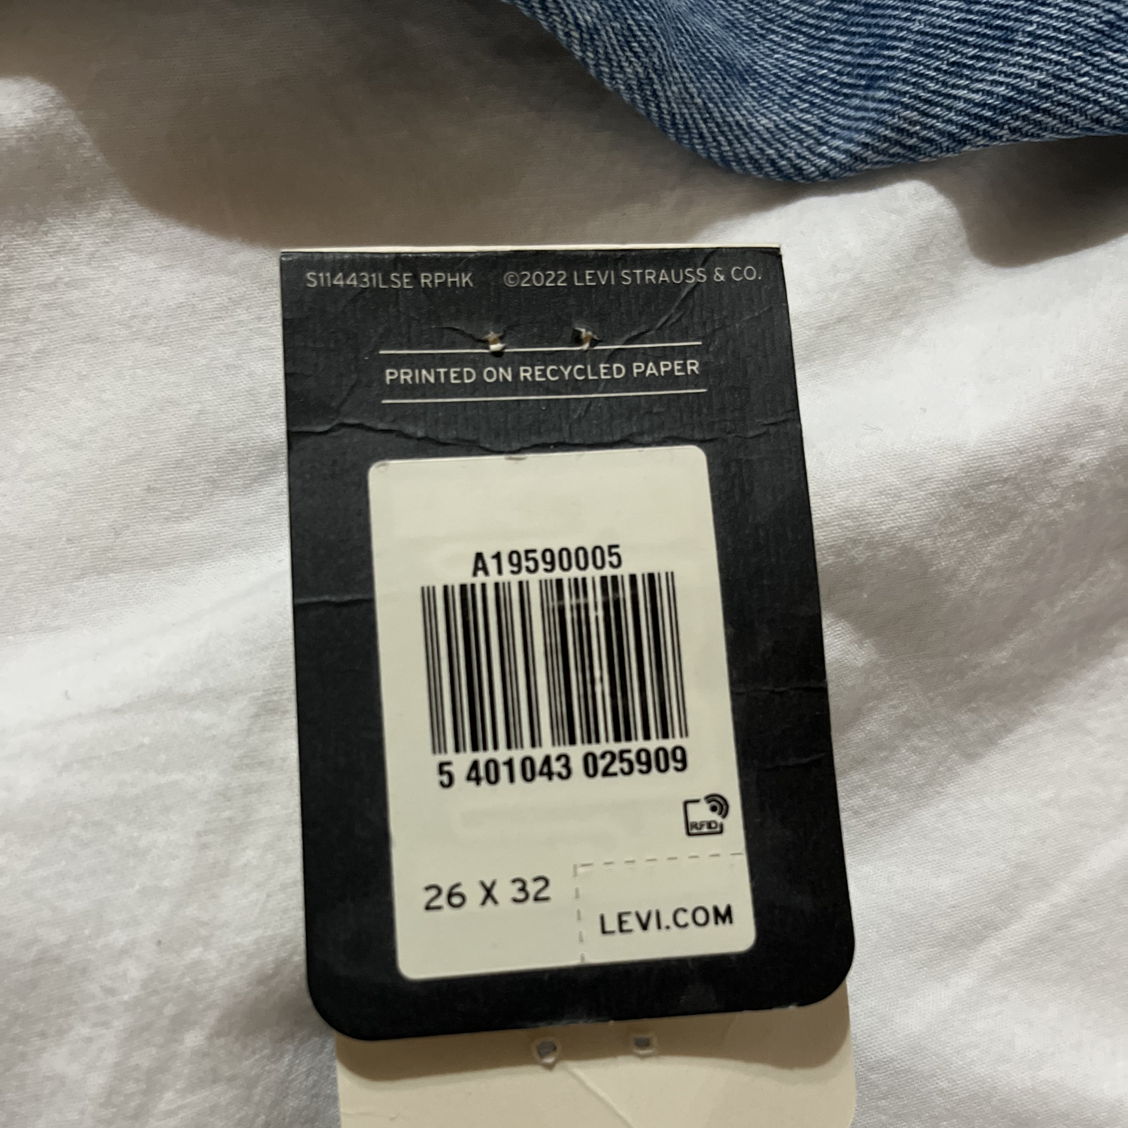 S114431LSE RPHK ©2022 LEVI STRAUSS & CO.
PRINTED ON RECYCLED PAPER
A19590005
5 401043 025909
RFID
26 X 32
LEVI.COM